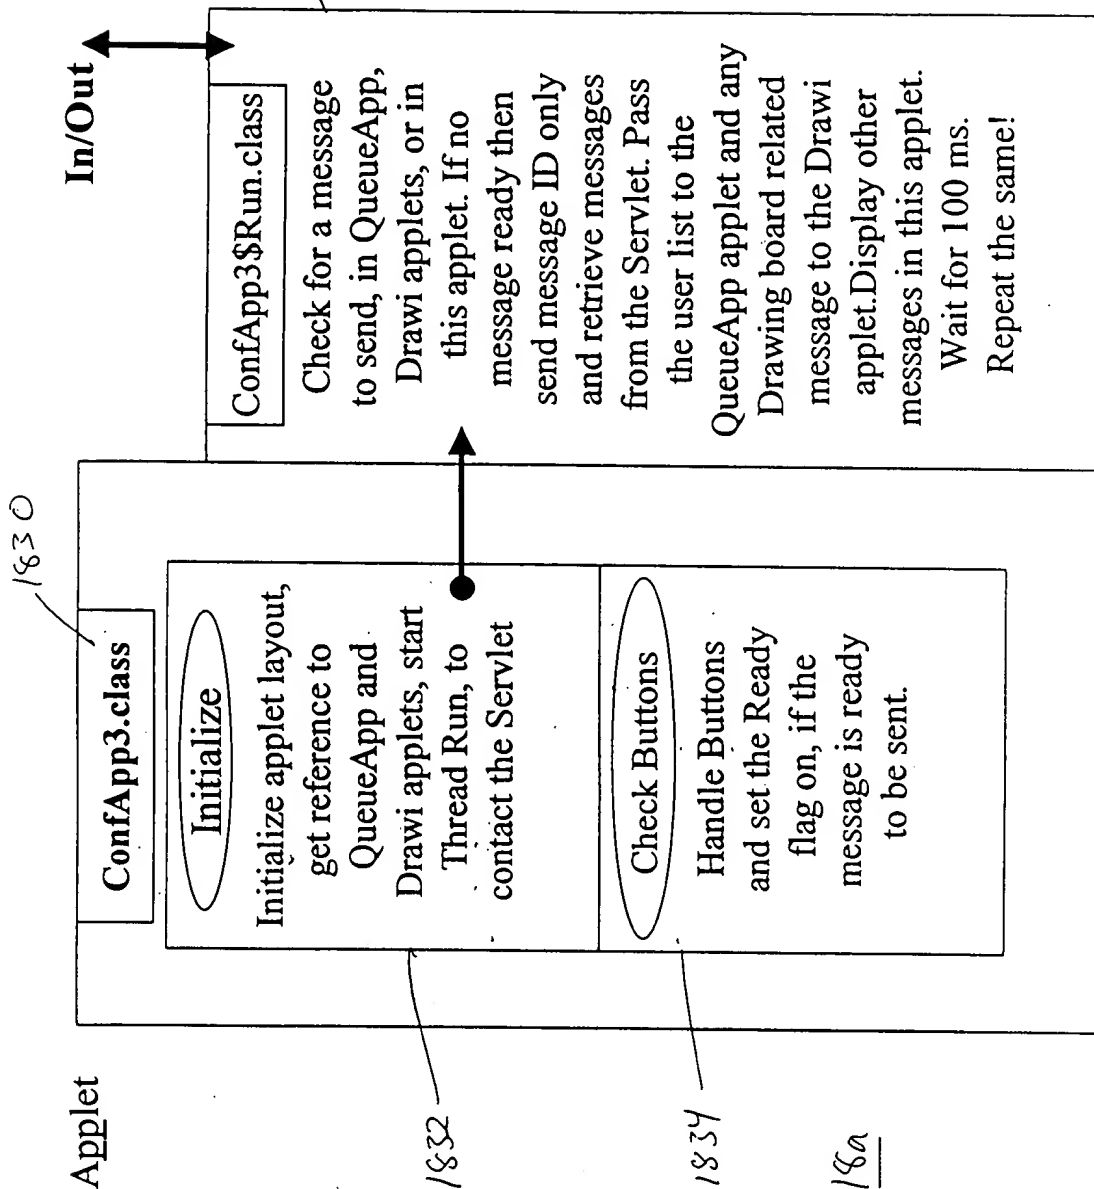 Applet
1830
ConfApp3.class
Initialize
Initialize applet layout,
get reference to
QueueApp and
Drawi applets, start
Thread Run, to
contact the Servlet
1832
Check Buttons
Handle Buttons
and set the Ready
flag on, if the
message is ready
to be sent.
1834
18a
In/Out
ConfApp3$Run.class
Check for a message
to send, in QueueApp,
Drawi applets, or in
this applet. If no
message ready then
send message ID only
and retrieve messages
from the Servlet. Pass
the user list to the
QueueApp applet and any
Drawing board related
message to the Drawi
applet.Display other
messages in this applet.
Wait for 100 ms.
Repeat the same!